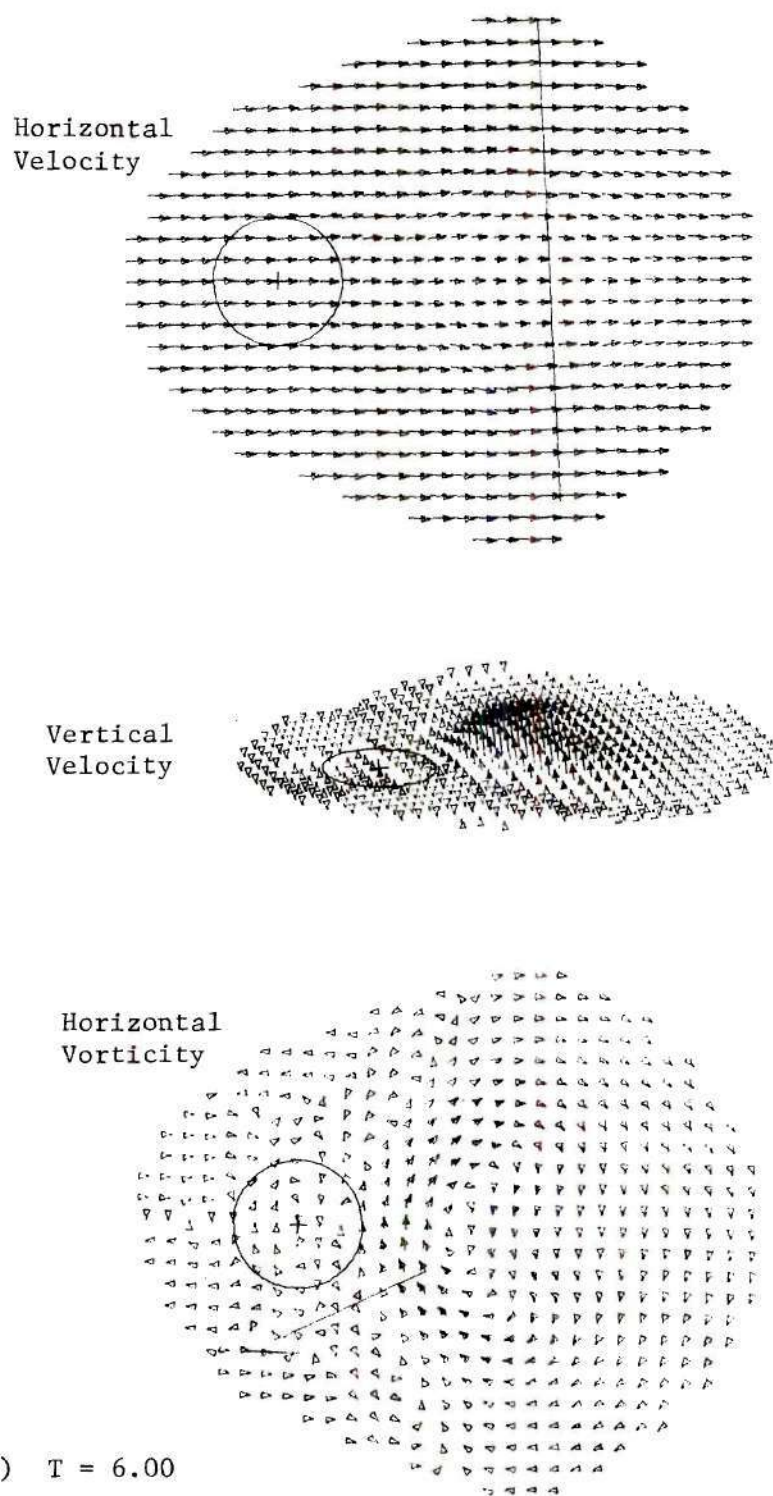 Horizontal
Velocity
Vertical
Velocity
Horizontal
Vorticity
) T = 6.00